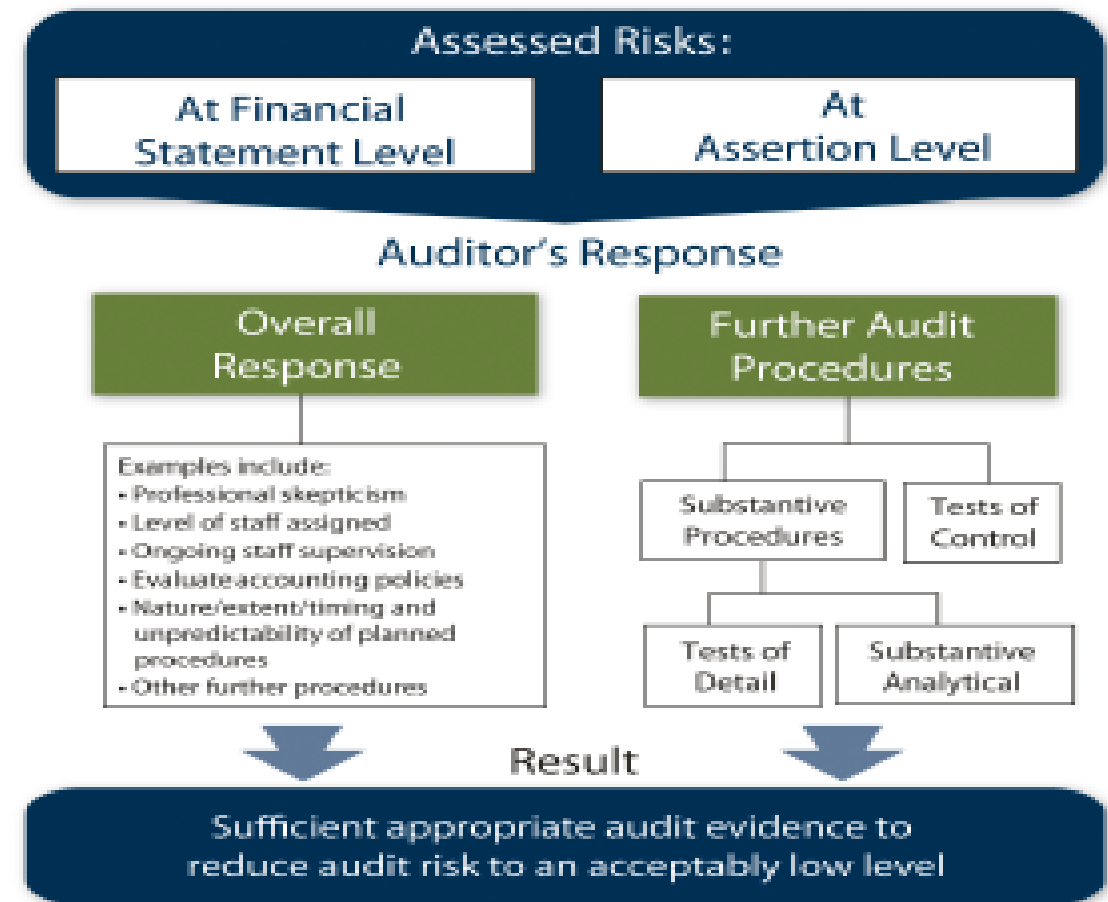 Assessed Risks:
At Financial
Statement Level
At
Assertion Level
Auditor's Response
Overall
Response
Further Audit
Procedures
Examples include:
• Professional skepticism
• Level of staff assigned
• Ongoing staff supervision
• Evaluate accounting policies
• Nature/extent/timing and
unpredictability of planned
procedures
• Other further procedures
Substantive
Procedures
Tests of
Control
Tests of
Detail
Substantive
Analytical
Result
Sufficient appropriate audit evidence to
reduce audit risk to an acceptably low level